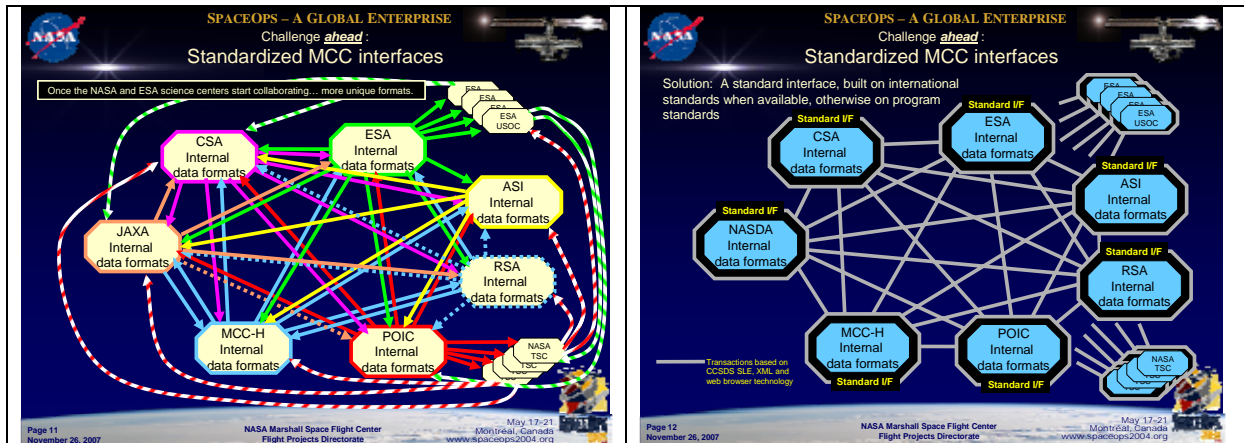 SPACEOPS – A GLOBAL ENTERPRISE
Challenge ahead :
Standardized MCC interfaces
NASA
Once the NASA and ESA science centers start collaborating… more unique formats.
ESA
ESA
ESA
ESA
USOC
CSA
Internal
data formats
ESA
Internal
data formats
ASI
Internal
data formats
JAXA
Internal
data formats
RSA
Internal
data formats
MCC-H
Internal
data formats
POIC
Internal
data formats
NASA
TSC
Page 11
November 26, 2007
NASA Marshall Space Flight Center
Flight Projects Directorate
May 17-21
Montréal, Canada
www.spaceops2004.org
11
SPACEOPS – A GLOBAL ENTERPRISE
Challenge ahead :
Standardized MCC interfaces
NASA
Solution: A standard interface, built on international
standards when available, otherwise on program
standards
ESA
ESA
ESA
ESA
USOC
Standard I/F
CSA
Internal
data formats
Standard I/F
ESA
Internal
data formats
Standard I/F
ASI
Internal
data formats
Standard I/F
NASDA
Internal
data formats
Standard I/F
RSA
Internal
data formats
MCC-H
Internal
data formats
Standard I/F
POIC
Internal
data formats
Standard I/F
NASA
TSC
Transactions based on
CCSDS SLE, XML and
web browser technology
Page 12
November 26, 2007
NASA Marshall Space Flight Center
Flight Projects Directorate
May 17-21
Montréal, Canada
www.spaceops2004.org